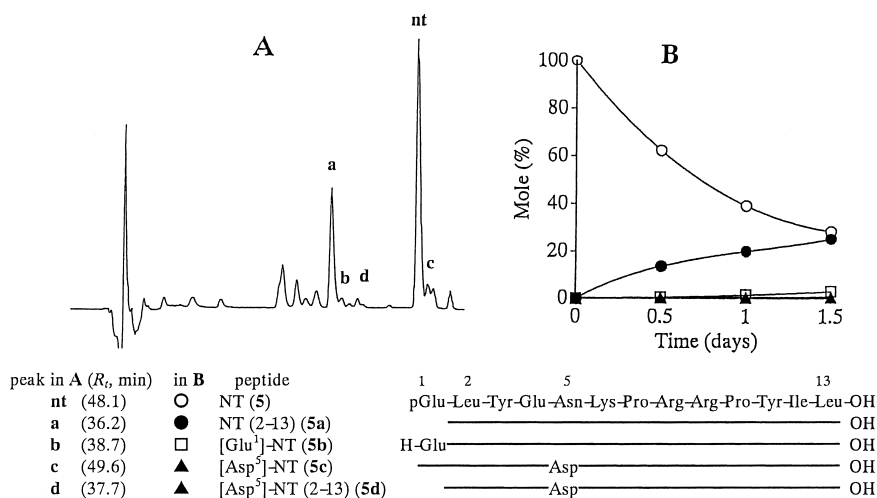 nt
A
B
a
b
d
c
100
80
60
40
20
0
Mole (%)
0
0.5
1
1.5
Time (days)
peak in A (Rt, min) in B peptide
1 2 5 13
pGlu–Leu–Tyr–Glu–Asn–Lys–Pro–Arg–Arg–Pro–Tyr–Ile–Leu–OH
nt (48.1) NT (5)
a (36.2) NT (2–13) (5a) OH
b (38.7) [Glu1]-NT (5b) H-Glu OH
c (49.6) [Asp5]-NT (5c) Asp OH
d (37.7) [Asp5]-NT (2–13) (5d) Asp OH